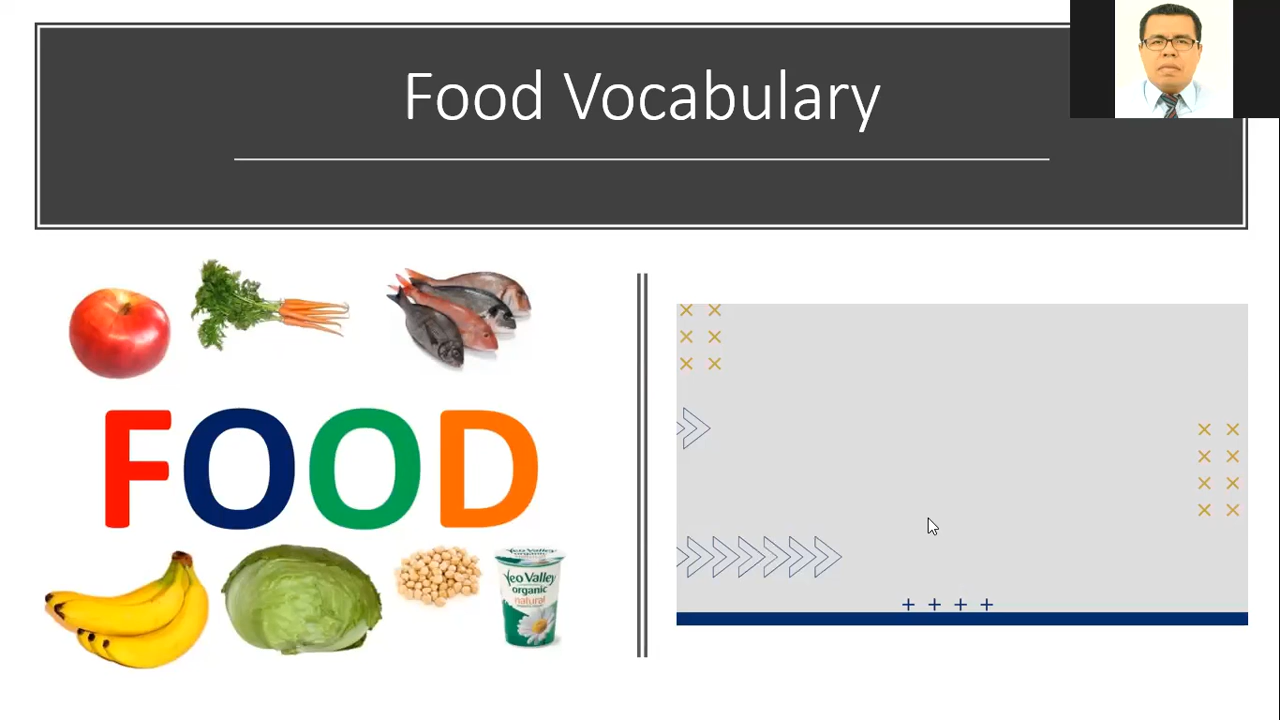 Food Vocabulary
FOOD
Yeo Valley
organic
natural